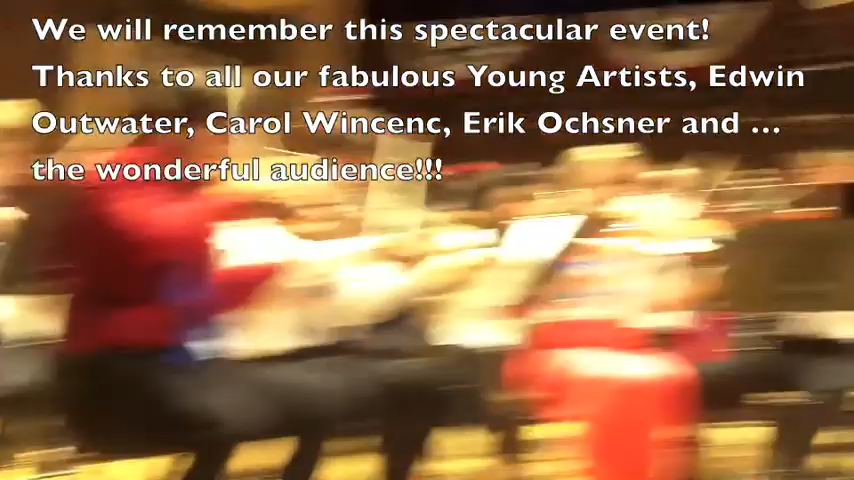 We will remember this spectacular event!
Thanks to all our fabulous Young Artists, Edwin
Outwater, Carol Wincenc, Erik Ochsner and ...
the wonderful audience!!!